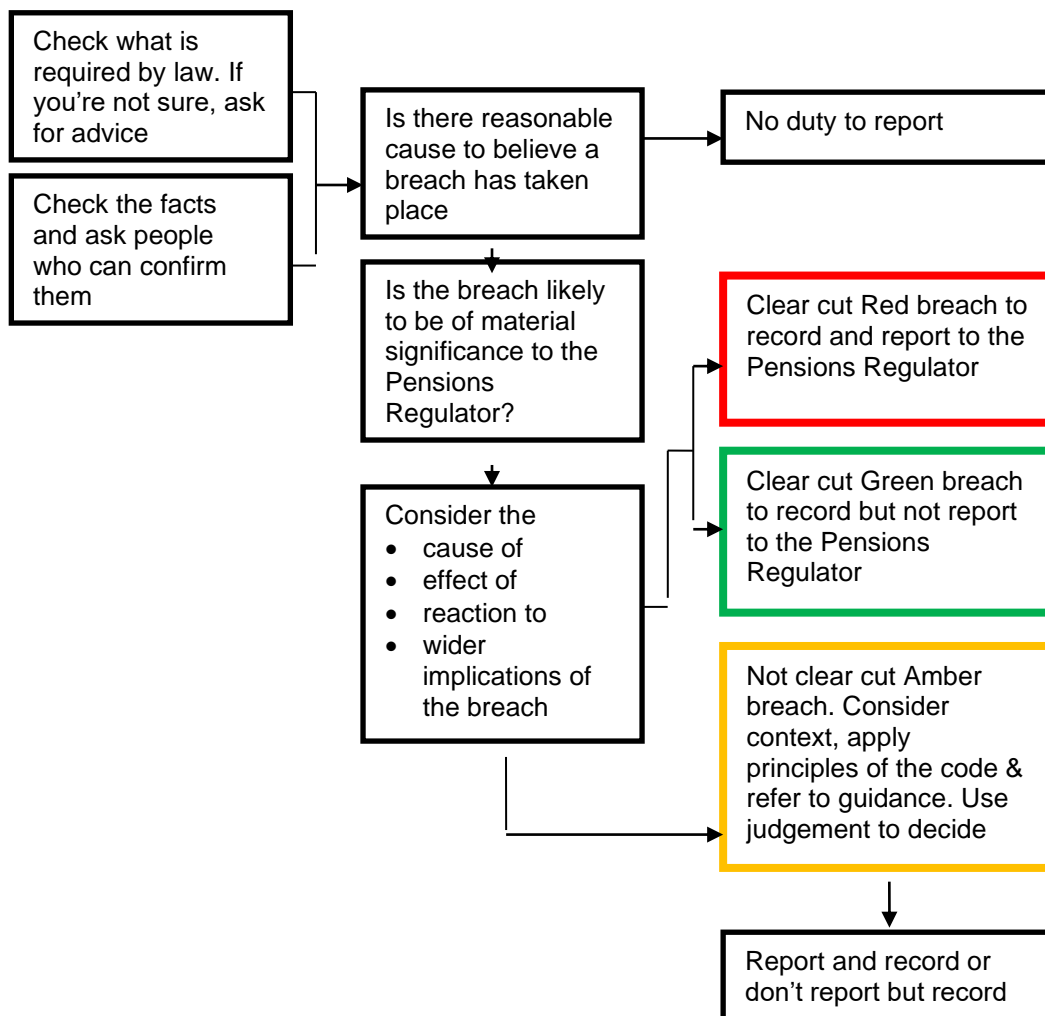 Check what is
required by law. If
you're not sure, ask
for advice
Check the facts
and ask people
who can confirm
them
Is there reasonable
cause to believe a
breach has taken
place
No duty to report
Is the breach likely
to be of material
significance to the
Pensions
Regulator?
Clear cut Red breach to
record and report to the
Pensions Regulator
Clear cut Green breach
to record but not report
to the Pensions
Regulator
Consider the
• cause of
• effect of
• reaction to
• wider
implications of
the breach
Not clear cut Amber
breach. Consider
context, apply
principles of the code &
refer to guidance. Use
judgement to decide
Report and record or
don’t report but record